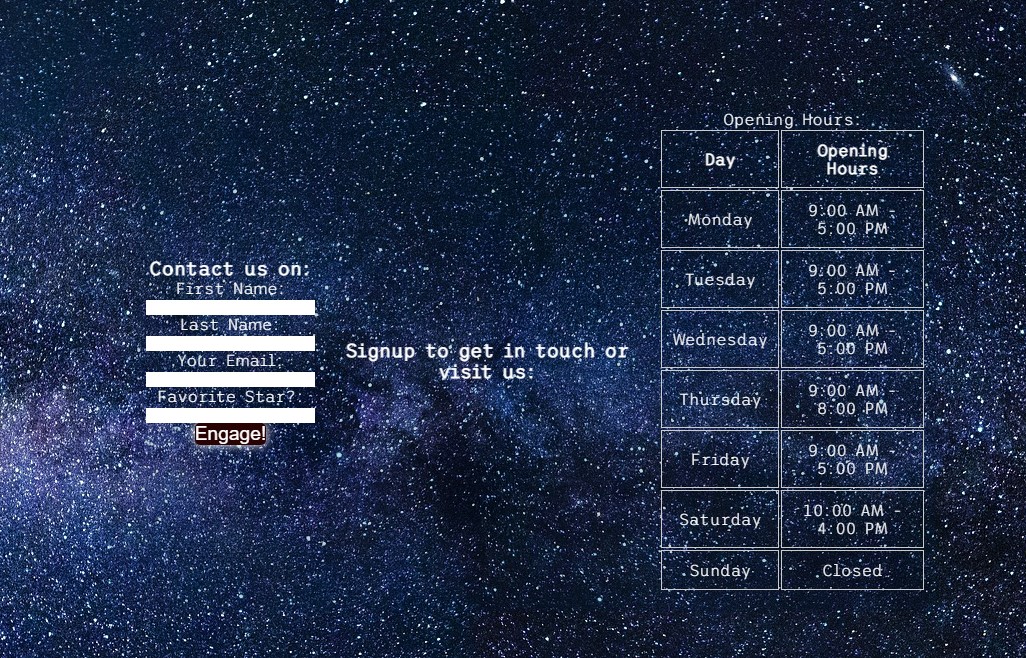 Contact us on:
First Name:
Last Name:
Your Email:
Favorite Star?:
Engage!
Signup to get in touch or
visit us:
Opening Hours:
Day
Opening
Hours
Monday
9:00 AM -
5:00 PM
Tuesday
9:00 AM -
5:00 PM
Wednesday
9:00 AM -
5:00 PM
Thursday
9:00 AM -
8:00 PM
Friday
9:00 AM -
5:00 PM
Saturday
10:00 AM -
4:00 PM
Sunday
Closed